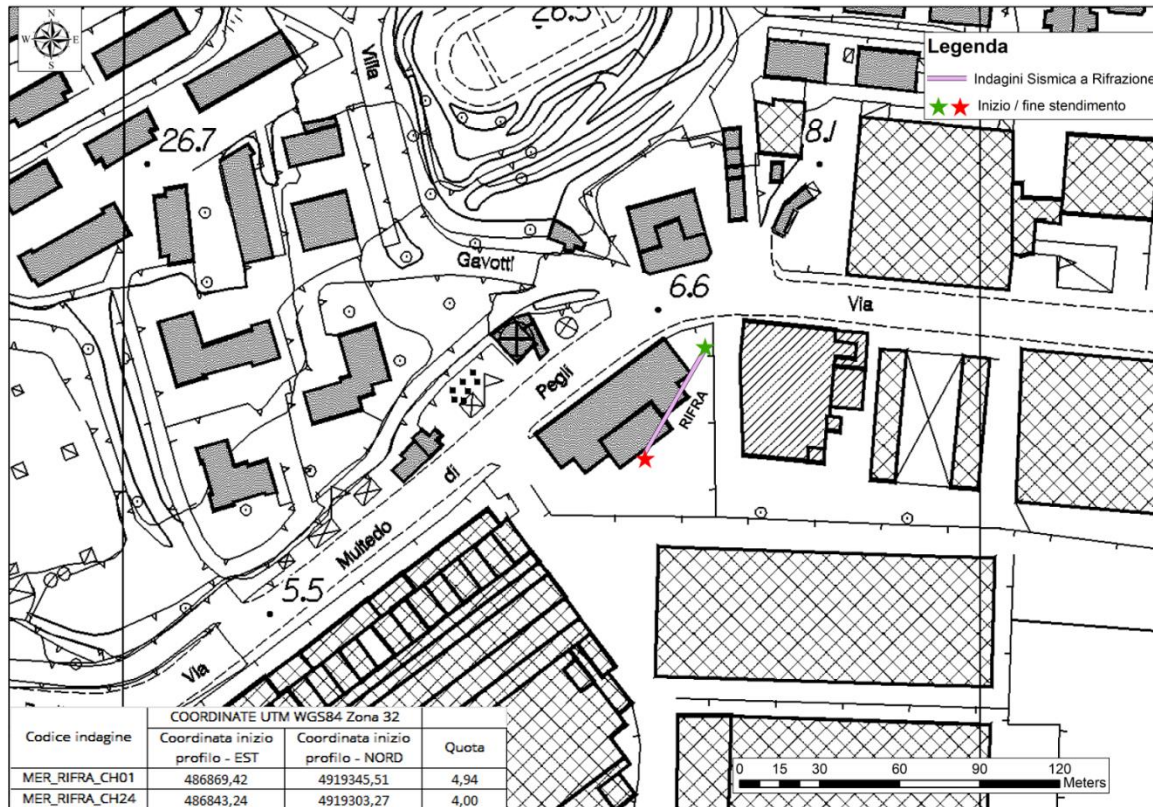 N
W E
S
26.5
Villa
Legenda
Indagini Sismica a Rifrazione
Inizio / fine stendimento
26.7
8.1
Gavotti
6.6
Via
Pegli
RIFRA
di
Multedo
5.5
Via
COORDINATE UTM WGS84 Zona 32
Codice indagine
Coordinata inizio profilo - EST
Coordinata inizio profilo - NORD
Quota
MER_RIFRA_CH01 486869,42 4919345,51 4,94
MER_RIFRA_CH24 486843,24 4919303,27 4,00
0 15 30 60 90 120
Meters